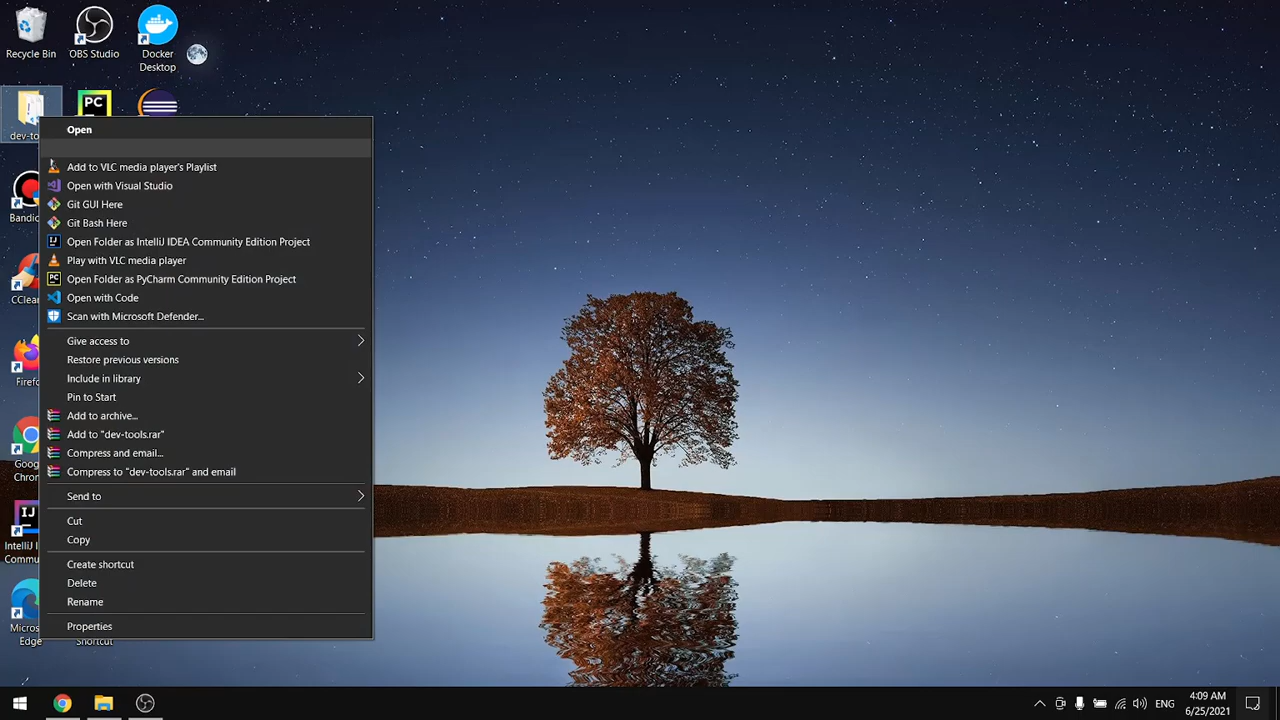 Recycle Bin
OBS Studio
Docker
Desktop
dev-to
PC
Open
Add to VLC media player's Playlist
Open with Visual Studio
Git GUI Here
Git Bash Here
Open Folder as IntelliJ IDEA Community Edition Project
Play with VLC media player
Open Folder as PyCharm Community Edition Project
Open with Code
Scan with Microsoft Defender...
Give access to
Restore previous versions
Include in library
Pin to Start
Add to archive...
Add to "dev-tools.rar"
Compress and email...
Compress to "dev-tools.rar" and email
Send to
Cut
Copy
Create shortcut
Delete
Rename
Properties
Bandic
CClean
Firefo
Goog
Chron
IJ
IntelliJ I
Commu
Micros
Edge
Shortcut
ENG
4:09 AM
6/25/2021